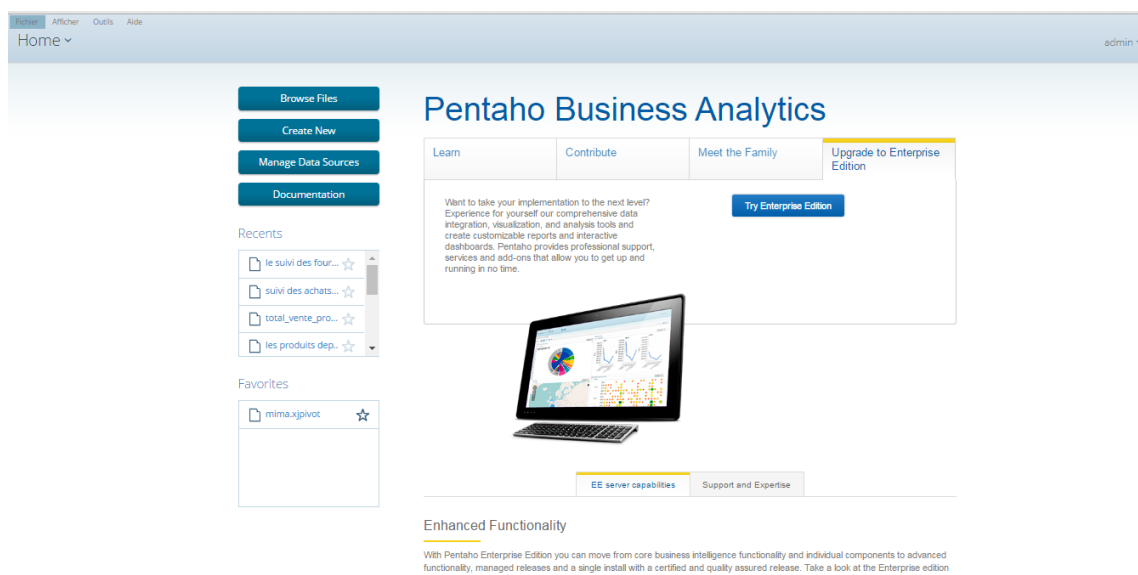 Fichier Afficher Outils Aide
Home
admin
Browse Files
Create New
Manage Data Sources
Documentation
Recents
le suivi des four...
suivi des achats...
total_vente_pro...
les produits dep..
Favorites
mima.xjpivot
Pentaho Business Analytics
Learn
Contribute
Meet the Family
Upgrade to Enterprise
Edition
Want to take your implementation to the next level?
Experience for yourself our comprehensive data
integration, visualization, and analysis tools and
create customizable reports and interactive
dashboards. Pentaho provides professional support,
services and add-ons that allow you to get up and
running in no time.
Try Enterprise Edition
EE server capabilities
Support and Expertise
Enhanced Functionality
With Pentaho Enterprise Edition you can move from core business intelligence functionality and individual components to advanced
functionality, managed releases and a single install with a certified and quality assured release. Take a look at the Enterprise edition